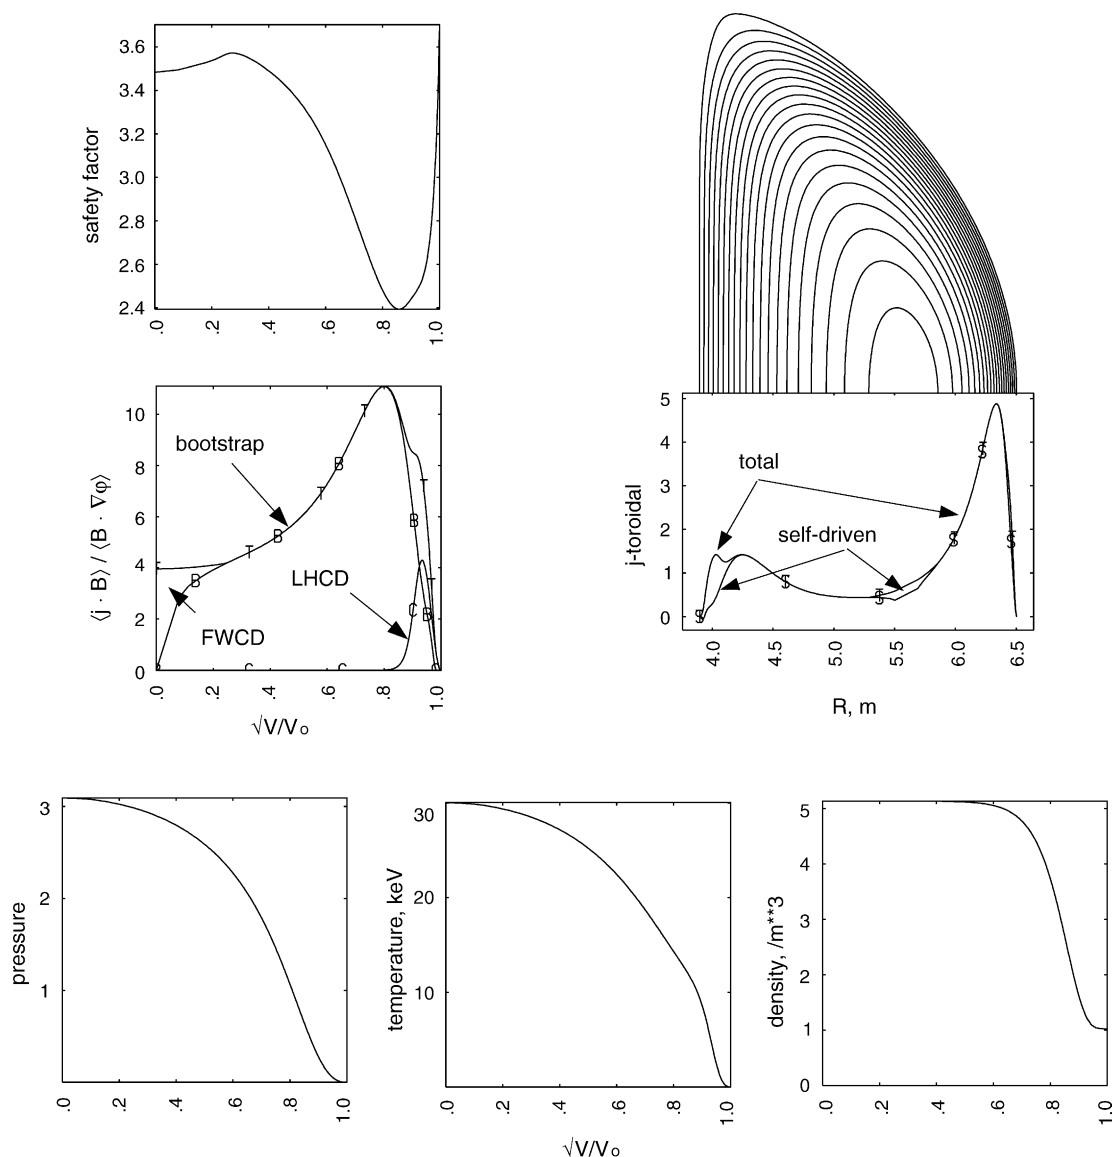 safety factor
3.6
3.4
3.2
3.0
2.8
2.6
2.4
.0
.2
.4
.6
.8
1.0
⟨j · B⟩ / ⟨B · ∇φ⟩
10
8
6
4
2
0
bootstrap
LHCD
FWCD
T
T
T
T
T
B
B
B
B
B
C
C
C
.0
.2
.4
.6
.8
1.0
√V/Vo
j-toroidal
5
4
3
2
1
0
total
self-driven
4.0
4.5
5.0
5.5
6.0
6.5
R, m
pressure
3
2
1
.0
.2
.4
.6
.8
1.0
temperature, keV
30
20
10
.0
.2
.4
.6
.8
1.0
√V/Vo
density, /m**3
5
4
3
2
1
0
.0
.2
.4
.6
.8
1.0